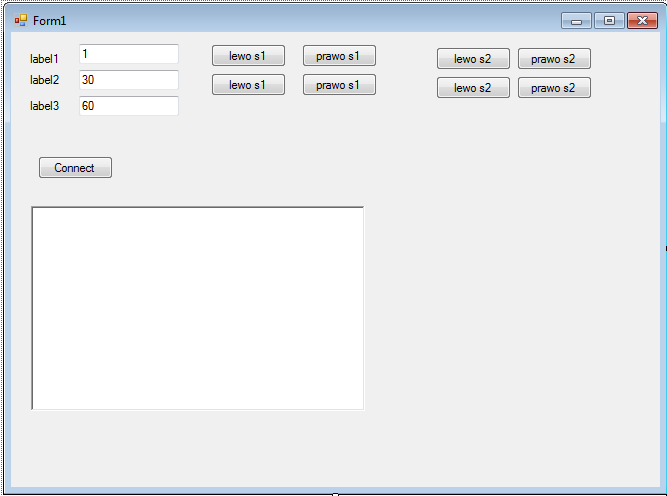 Form1
label1 1 lewo s1 prawo s1 lewo s2 prawo s2
label2 30 lewo s1 prawo s1 lewo s2 prawo s2
label3 60
Connect